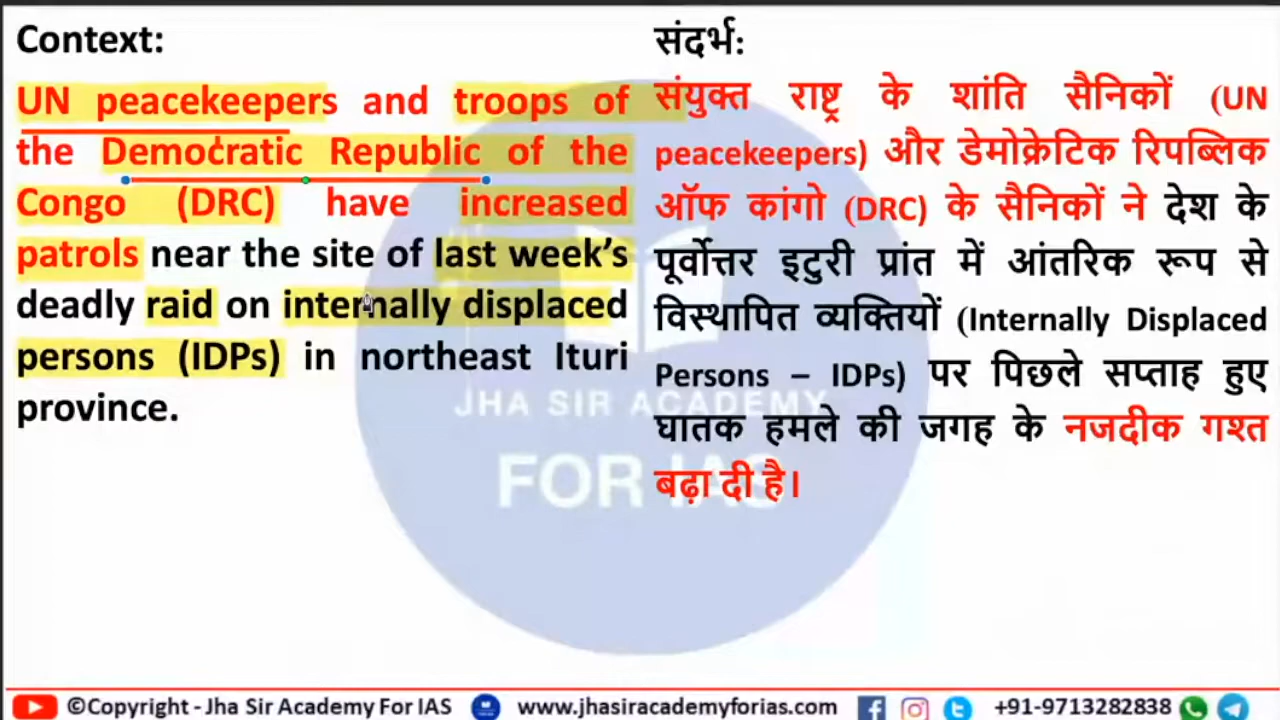 Context:
UN peacekeepers and troops of
the Democratic Republic of the
Congo (DRC) have increased
patrols near the site of last week's
deadly raid on internally displaced
persons (IDPs) in northeast Ituri
province.
संदर्भ:
संयुक्त राष्ट्र के शांति सैनिकों (UN
peacekeepers) और डेमोक्रेटिक रिपब्लिक
ऑफ कांगो (DRC) के सैनिकों ने देश के
पूर्वोत्तर इटुरी प्रांत में आंतरिक रूप से
विस्थापित व्यक्तियों (Internally Displaced
Persons – IDPs) पर पिछले सप्ताह हुए
घातक हमले की जगह के नजदीक गश्त
बढ़ा दी है।
JHA SIR ACADEMY
FOR IAS
©Copyright - Jha Sir Academy For IAS www.jhasiracademyforias.com +91-9713282838